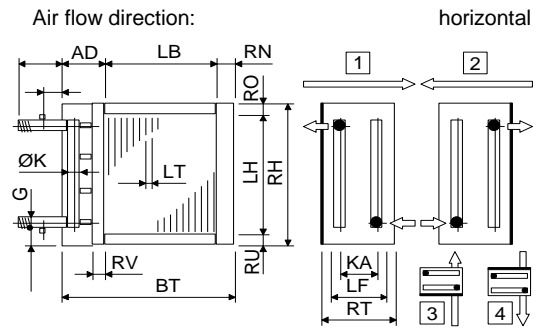 Air flow direction: horizontal
AD LB RN
1 2
RO
ØK
LT
LH
RH
G
RV
RU
BT
KA
LF
RT
3 4